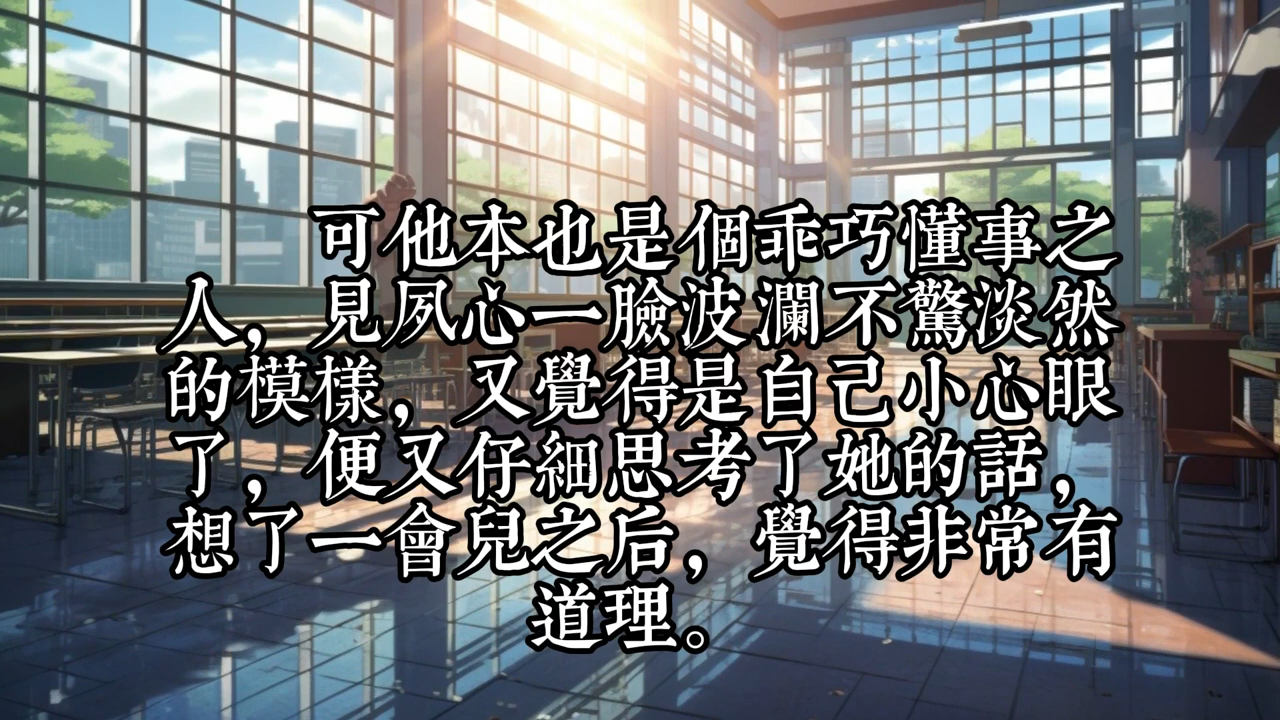 可他本也是個乖巧懂事之
人，見夙心一臉波瀾不驚淡然
的模樣，又覺得是自己小心眼
了，便又仔細思考了她的話，
想了一會兒之后，覺得非常有
道理。